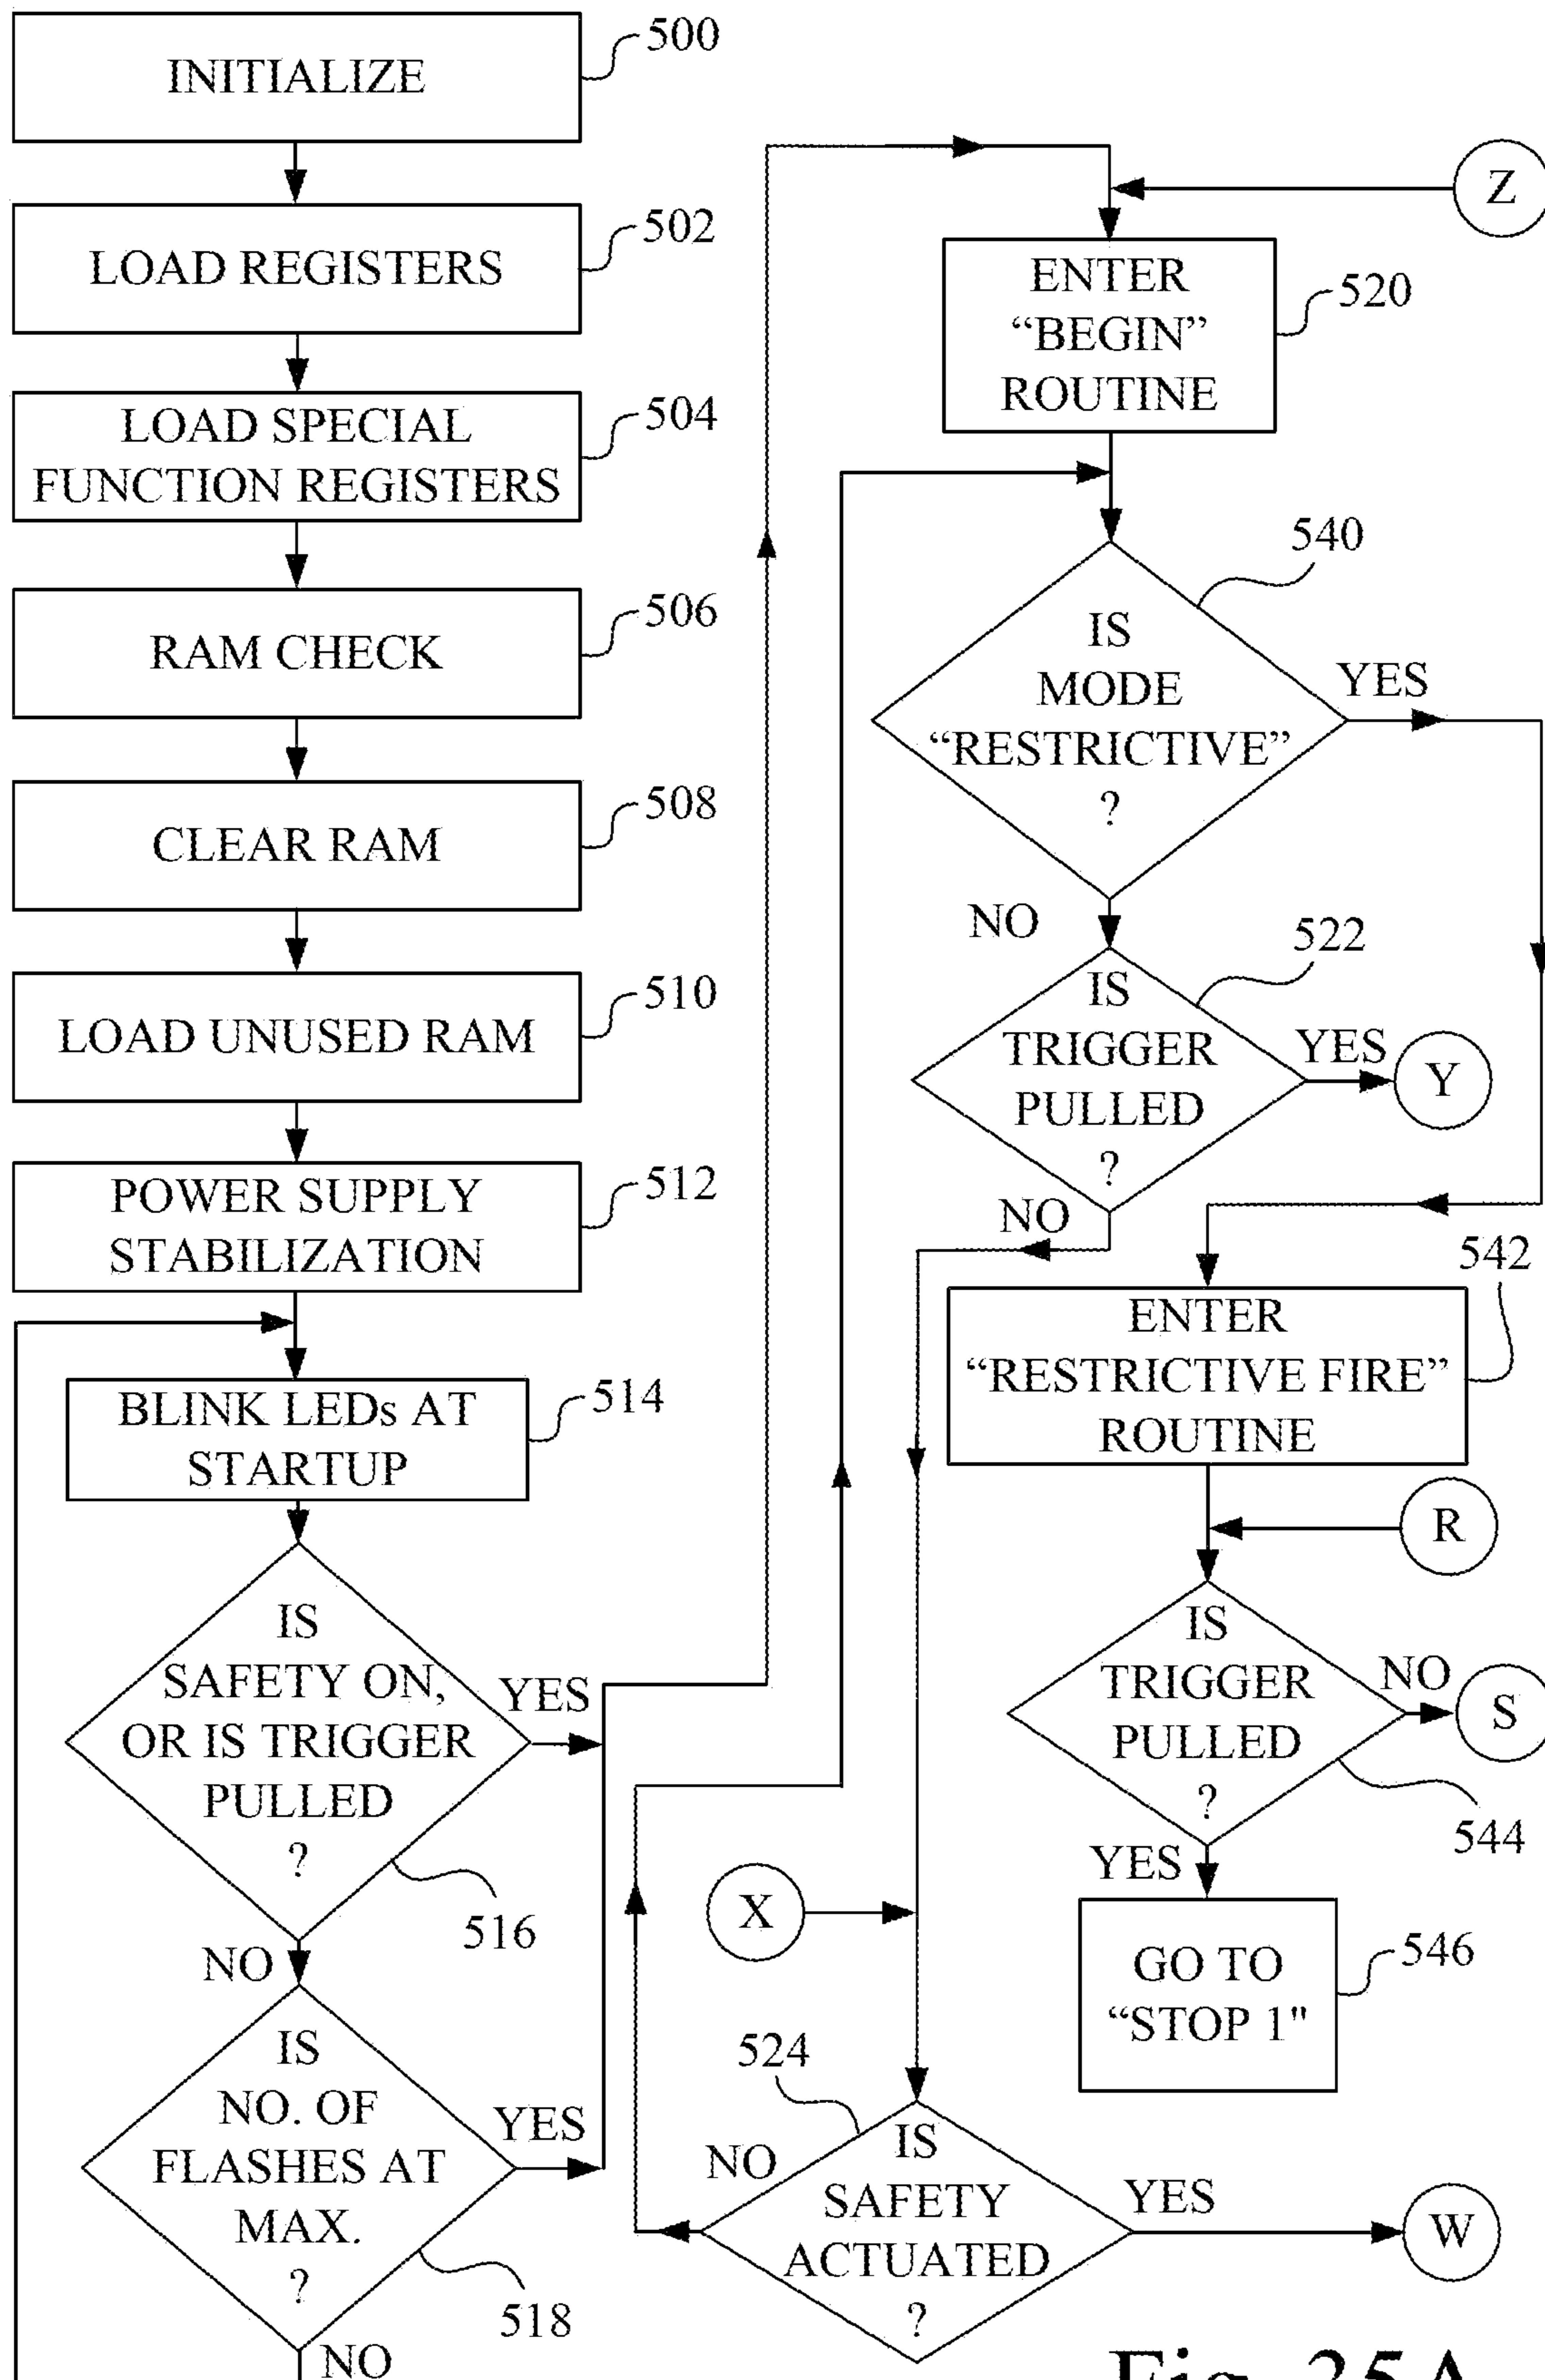 INITIALIZE
500
LOAD REGISTERS
502
LOAD SPECIAL
FUNCTION REGISTERS
504
RAM CHECK
506
CLEAR RAM
508
LOAD UNUSED RAM
510
POWER SUPPLY
STABILIZATION
512
BLINK LEDs AT
STARTUP
514
IS
SAFETY ON,
OR IS TRIGGER
PULLED
?
YES
516
NO
IS
NO. OF
FLASHES AT
MAX.
?
YES
518
NO
Z
ENTER
“BEGIN”
ROUTINE
520
540
IS
MODE
“RESTRICTIVE”
?
YES
NO
522
IS
TRIGGER
PULLED
?
YES
Y
NO
542
ENTER
“RESTRICTIVE FIRE”
ROUTINE
R
IS
TRIGGER
PULLED
?
NO
S
544
YES
GO TO
“STOP 1"
546
X
524
NO
IS
SAFETY
ACTUATED
?
YES
W
Fig. 35A